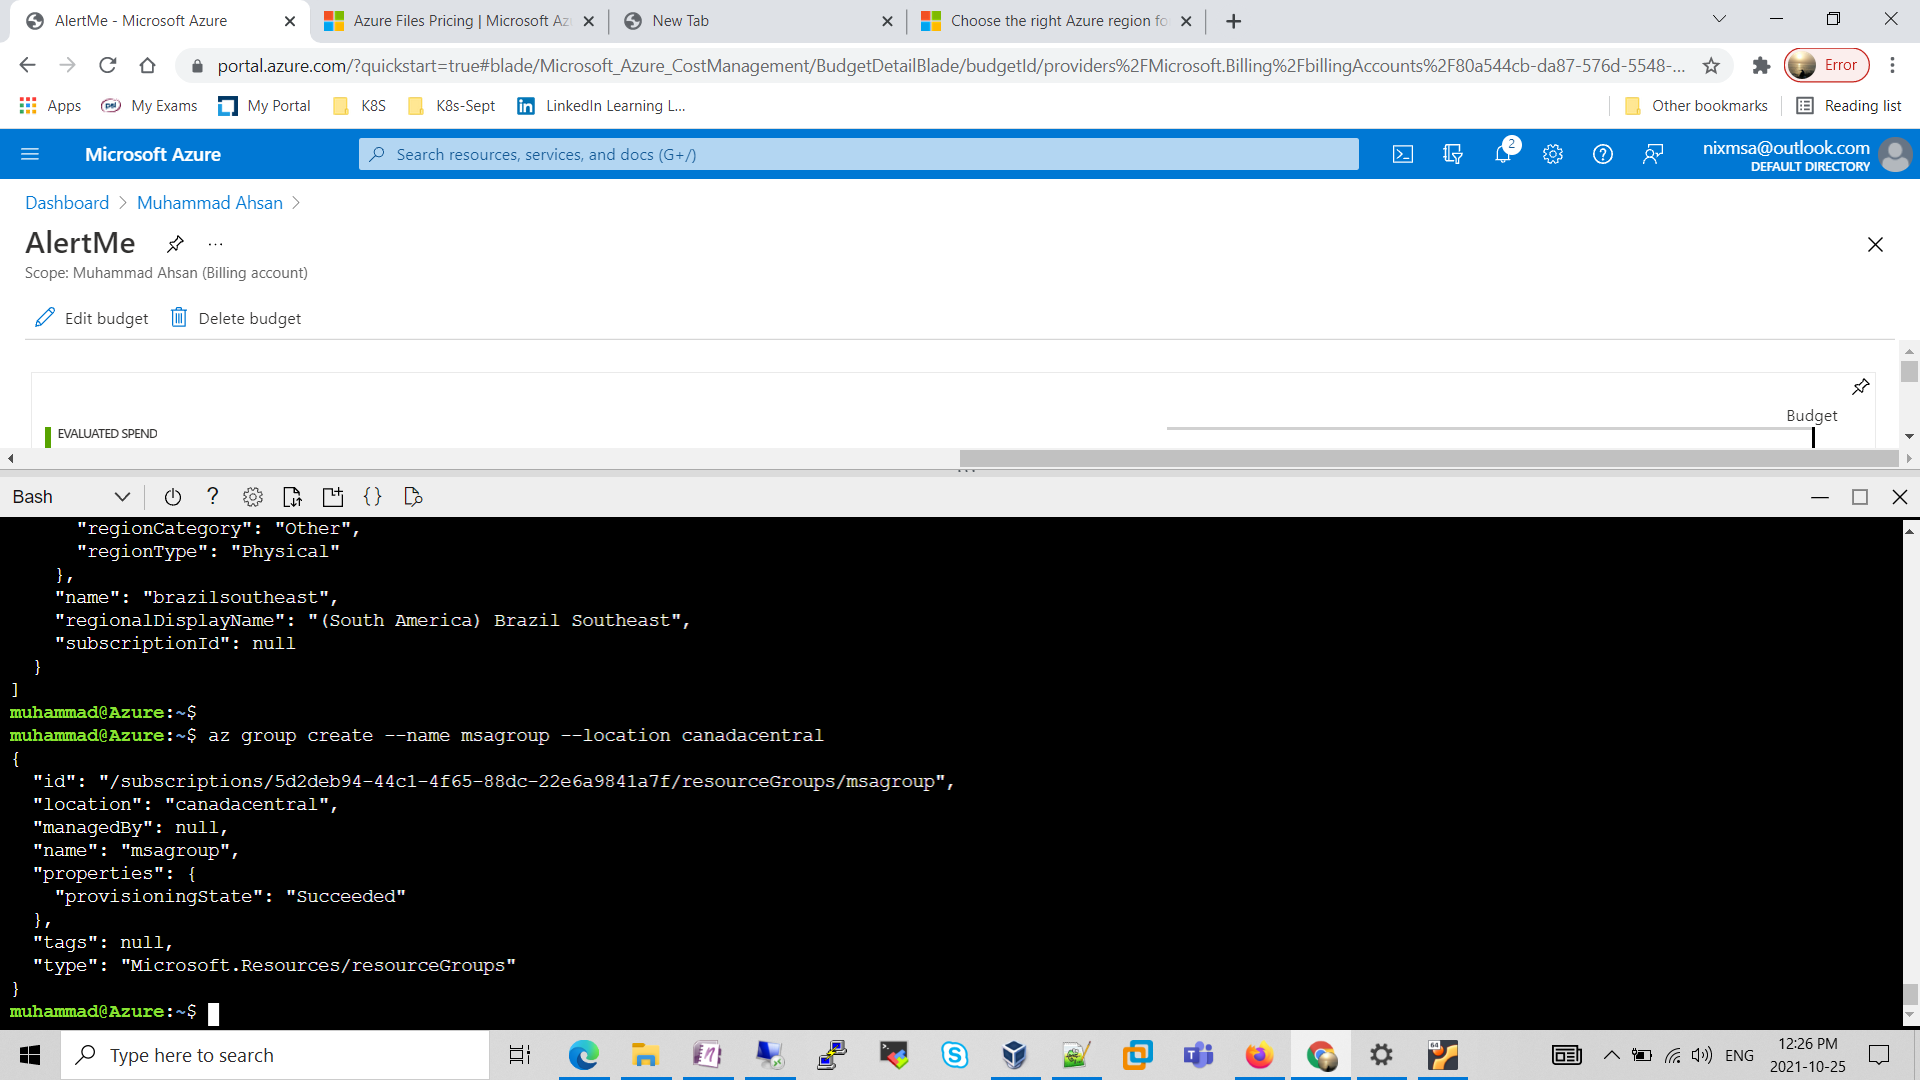 AlertMe - Microsoft Azure
Azure Files Pricing | Microsoft Az
New Tab
Choose the right Azure region fo
portal.azure.com/?quickstart=true#blade/Microsoft_Azure_CostManagement/BudgetDetailBlade/budgetId/providers%2FMicrosoft.Billing%2FbillingAccounts%2F80a544cb-da87-576d-5548-...
Error
Apps
psi
My Exams
My Portal
K8S
K8s-Sept
LinkedIn Learning L...
Other bookmarks
Reading list
Microsoft Azure
Search resources, services, and docs (G+/)
2
nixmsa@outlook.com
DEFAULT DIRECTORY
Dashboard > Muhammad Ahsan >
AlertMe
...
Scope: Muhammad Ahsan (Billing account)
Edit budget
Delete budget
Budget
EVALUATED SPEND
Bash
?
{}
"regionCategory": "Other",
"regionType": "Physical"
},
"name": "brazilsoutheast",
"regionalDisplayName": "(South America) Brazil Southeast",
"subscriptionId": null
}
]
muhammad@Azure:~$
muhammad@Azure:~$ az group create --name msagroup --location canadacentral
{
"id": "/subscriptions/5d2deb94-44c1-4f65-88dc-22e6a9841a7f/resourceGroups/msagroup",
"location": "canadacentral",
"managedBy": null,
"name": "msagroup",
"properties": {
"provisioningState": "Succeeded"
},
"tags": null,
"type": "Microsoft.Resources/resourceGroups"
}
muhammad@Azure:~$
Type here to search
64
ENG
12:26 PM
2021-10-25